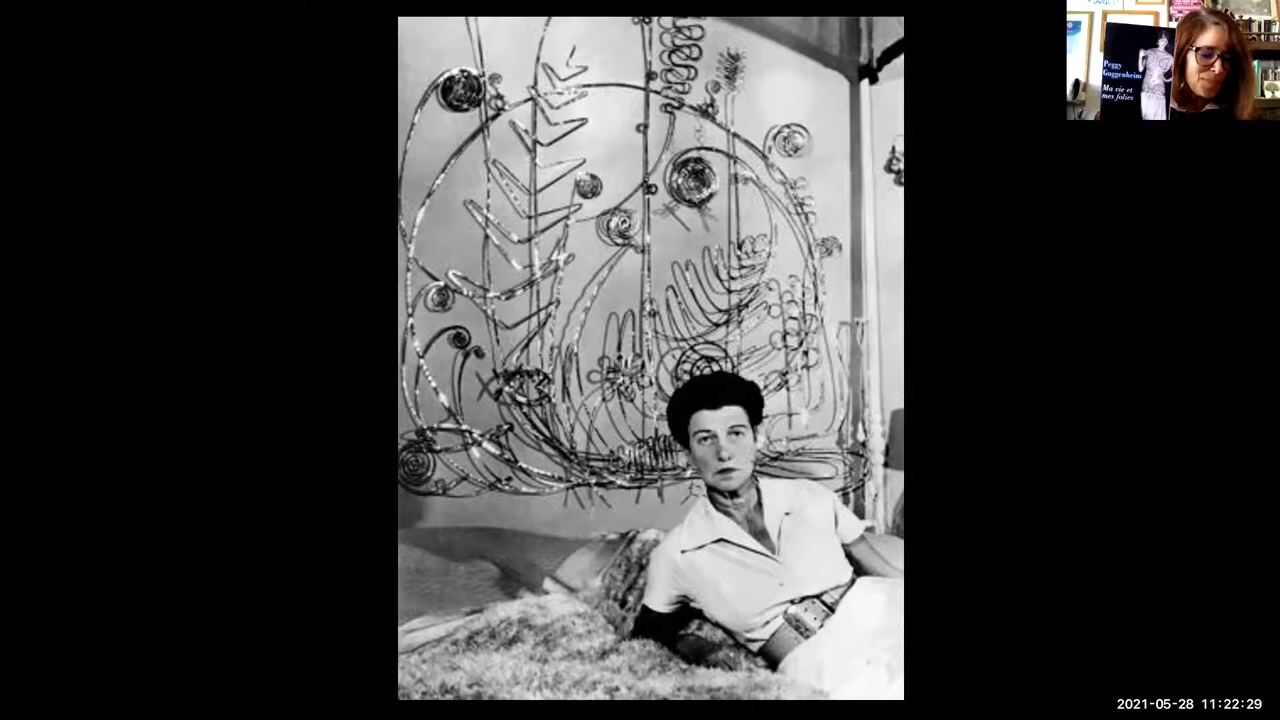 Peggy
Guggenheim
Ma vie et
mes folies
2021-05-28 11:22:29